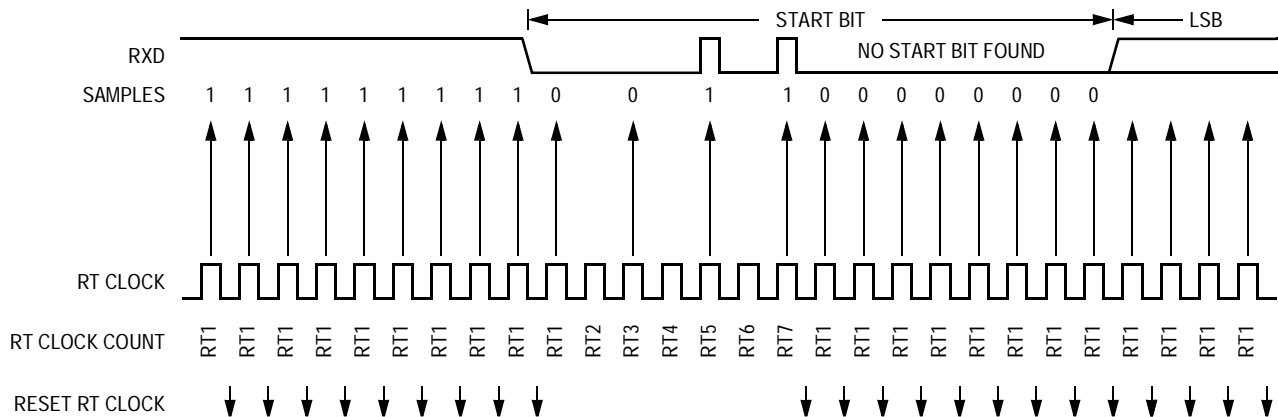 START BIT LSB
RXD NO START BIT FOUND
SAMPLES 1 1 1 1 1 1 1 1 1 0 0 1 1 0 0 0 0 0 0 0 0
RT CLOCK
RT CLOCK COUNT RT1 RT1 RT1 RT1 RT1 RT1 RT1 RT1 RT1 RT1 RT2 RT3 RT4 RT5 RT6 RT7 RT1 RT1 RT1 RT1 RT1 RT1 RT1 RT1 RT1 RT1 RT1 RT1
RESET RT CLOCK